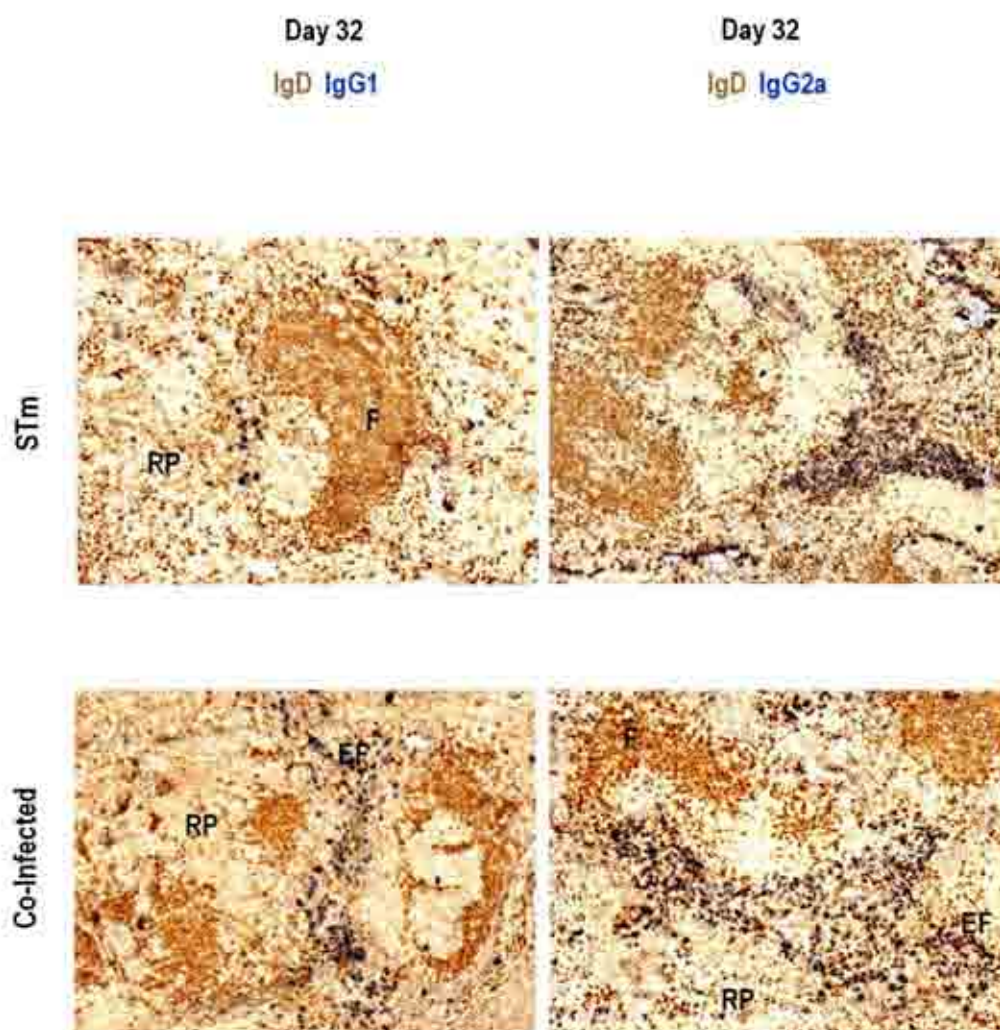 Day 32 Day 32
IgD IgG1 IgD IgG2a
STm
F
RP
Co-Infected
EF
F
RP
EF
RP